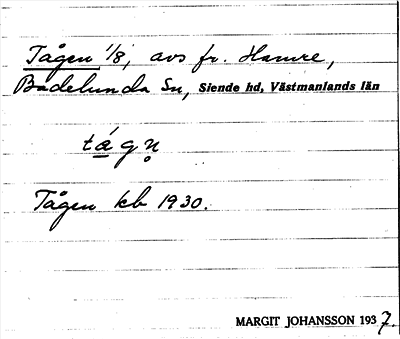 Tågen 1/8, avs fr. Hamre,
Badelunda Sn, Siende hd, Västmanlands län
tá̲gṇ
Tågen kb 1930.
MARGIT JOHANSSON 1937.